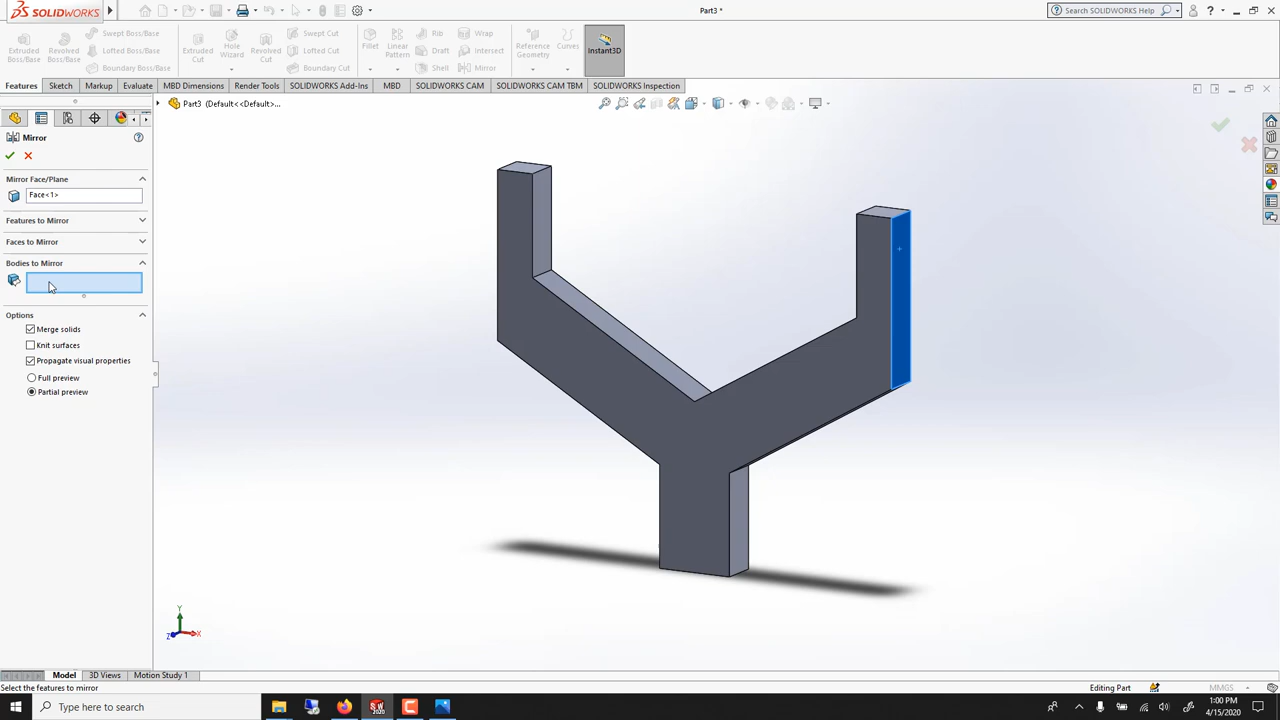 SOLIDWORKS
Part3 *
Search SOLIDWORKS Help
Extruded Boss/Base
Revolved Boss/Base
Swept Boss/Base
Lofted Boss/Base
Boundary Boss/Base
Extruded Cut
Hole Wizard
Revolved Cut
Swept Cut
Lofted Cut
Boundary Cut
Fillet
Linear Pattern
Rib
Draft
Shell
Wrap
Intersect
Mirror
Reference Geometry
Curves
Instant3D
Features
Sketch
Markup
Evaluate
MBD Dimensions
Render Tools
SOLIDWORKS Add-Ins
MBD
SOLIDWORKS CAM
SOLIDWORKS CAM TBM
SOLIDWORKS Inspection
Part3 (Default<<Default>...
Mirror
Mirror Face/Plane
Face<1>
Features to Mirror
Faces to Mirror
Bodies to Mirror
Options
Merge solids
Knit surfaces
Propagate visual properties
Full preview
Partial preview
Y
X
Z
Model
3D Views
Motion Study 1
Select the features to mirror
Editing Part
MMGS
Type here to search
SW
2020
1:00 PM
4/15/2020